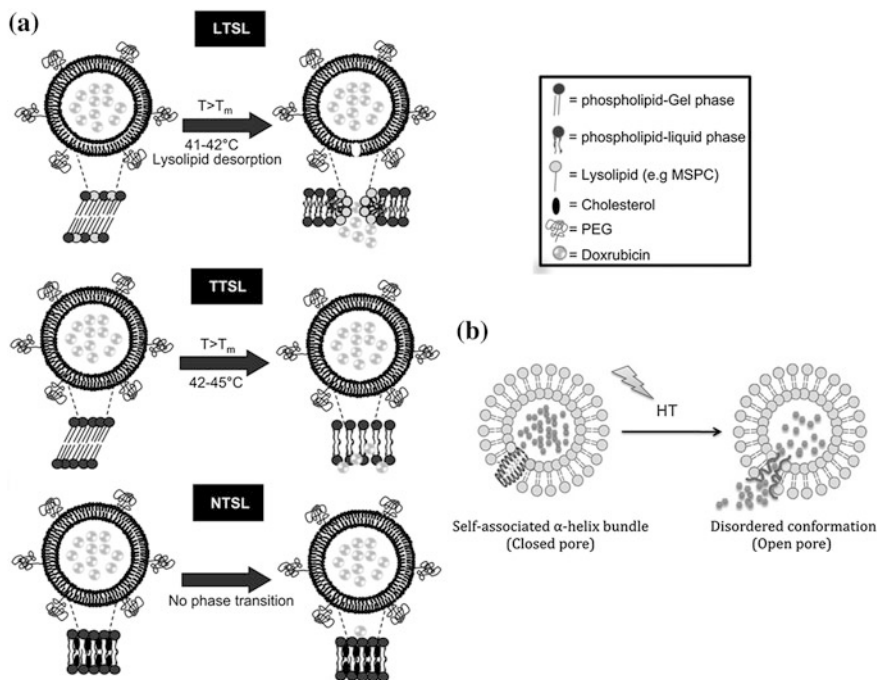 (a)
LTSL
T>Tm
41-42°C
Lysolipid desorption
TTSL
T>Tm
42-45°C
NTSL
No phase transition
= phospholipid-Gel phase
= phospholipid-liquid phase
= Lysolipid (e.g MSPC)
= Cholesterol
= PEG
= Doxrubicin
(b)
HT
Self-associated α-helix bundle
(Closed pore)
Disordered conformation
(Open pore)